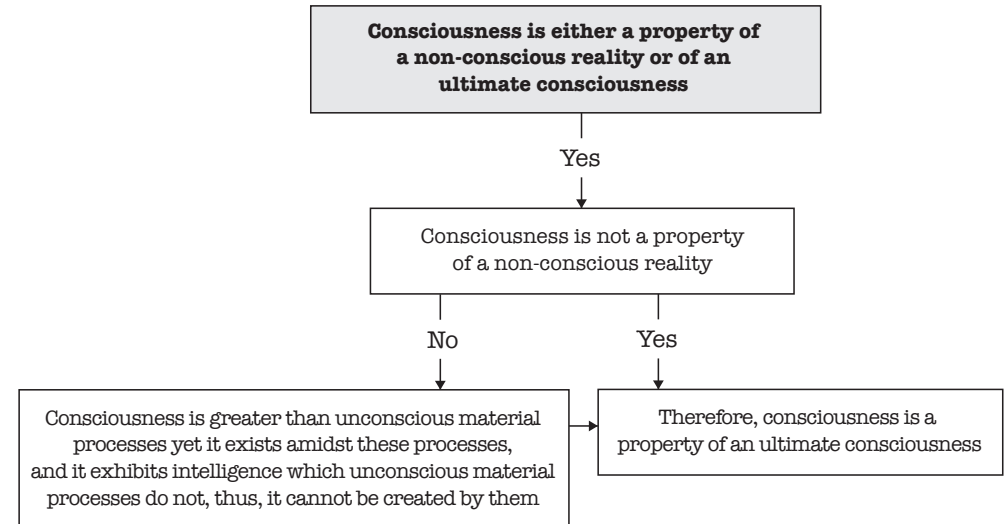 Consciousness is either a property of
a non-conscious reality or of an
ultimate consciousness
Yes
Consciousness is not a property
of a non-conscious reality
No
Yes
Consciousness is greater than unconscious material
processes yet it exists amidst these processes,
and it exhibits intelligence which unconscious material
processes do not, thus, it cannot be created by them
Therefore, consciousness is a
property of an ultimate consciousness